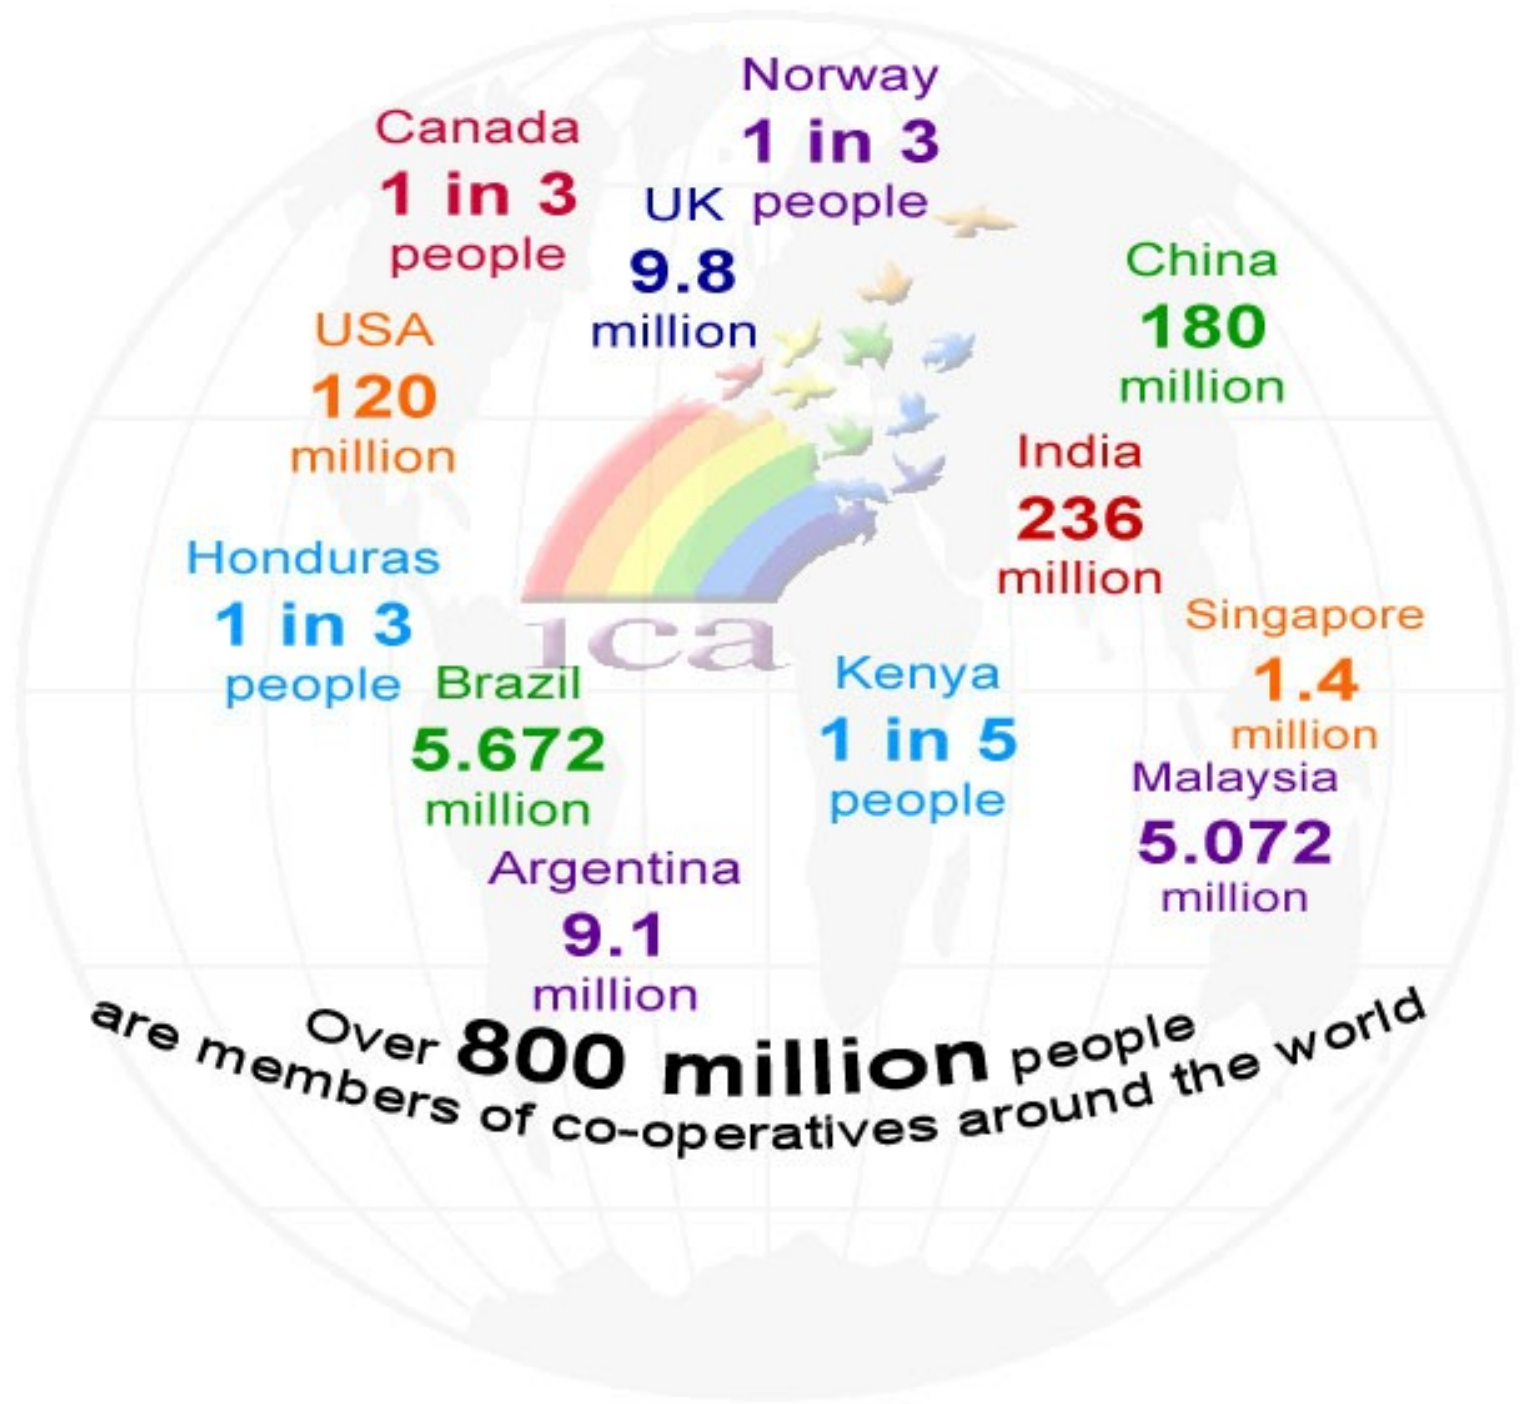 Norway
1 in 3
people
Canada
1 in 3
people
UK
9.8
million
China
180
million
USA
120
million
India
236
million
Honduras
1 in 3
people
Singapore
1.4
million
ica
Brazil
5.672
million
Kenya
1 in 5
people
Malaysia
5.072
million
Argentina
9.1
million
Over 800 million people
are members of co-operatives around the world